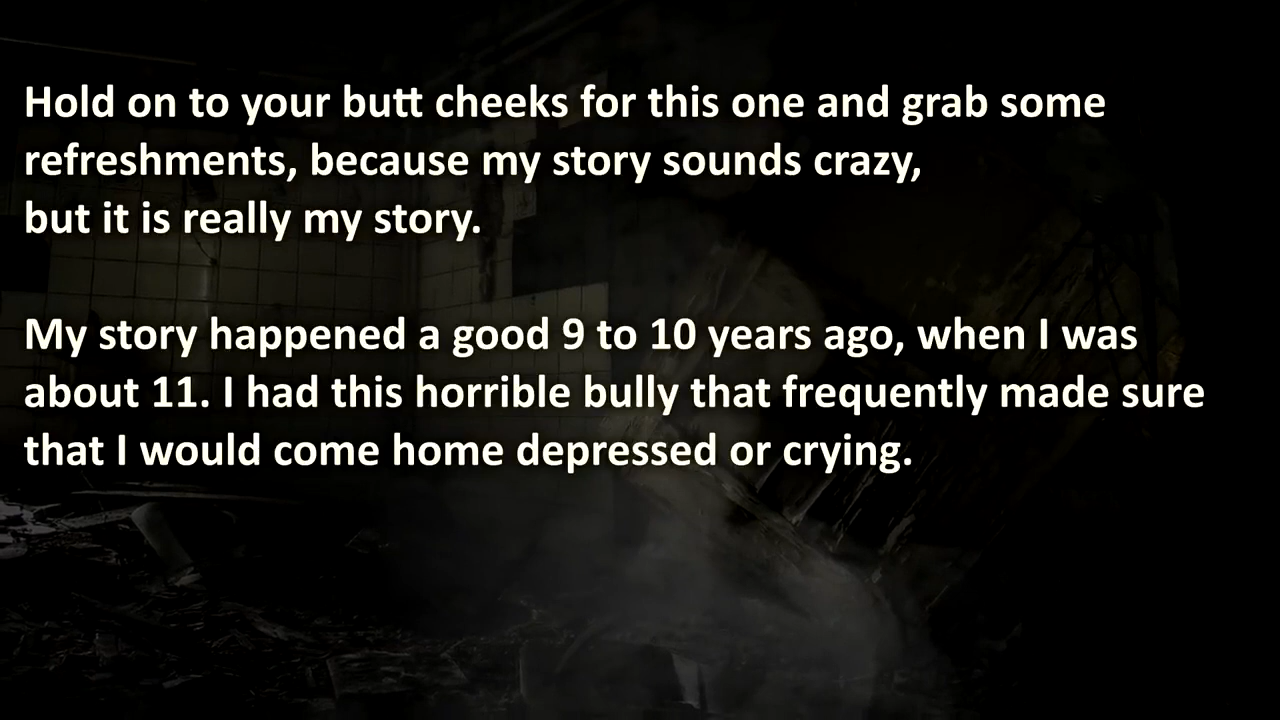 Hold on to your butt cheeks for this one and grab some
refreshments, because my story sounds crazy,
but it is really my story.
My story happened a good 9 to 10 years ago, when I was
about 11. I had this horrible bully that frequently made sure
that I would come home depressed or crying.